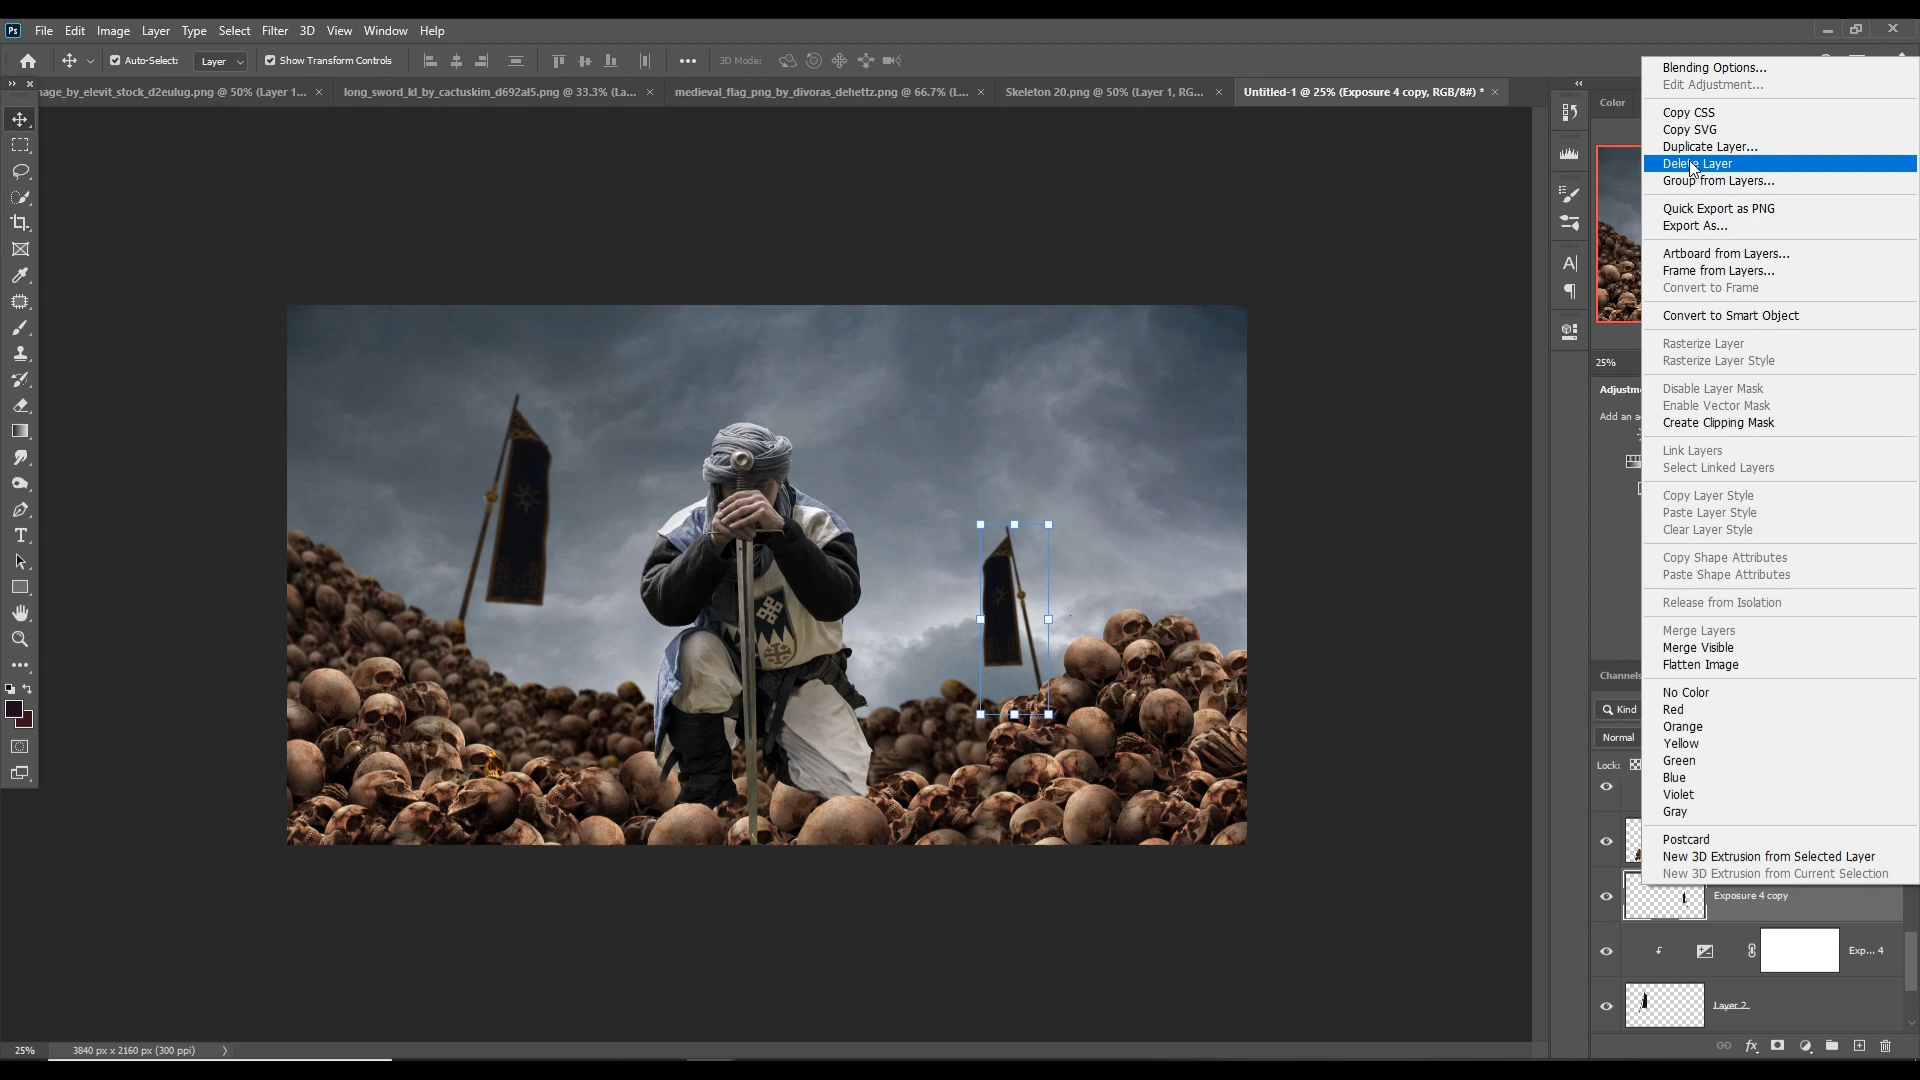 Ps File Edit Image Layer Type Select Filter 3D View Window Help
Auto-Select: Layer Show Transform Controls 3D Mode:
nage_by_elevit_stock_d2eulug.png @ 50% (Layer 1... × long_sword_kl_by_cactuskim_d692al5.png @ 33.3% (La... × medieval_flag_png_by_divoras_dehettz.png @ 66.7% (L... × Skeleton 20.png @ 50% (Layer 1, RG... × Untitled-1 @ 25% (Exposure 4 copy, RGB/8#) * ×
Color
25%
Adjustm
Add an a
Channels
Kind
Normal
Lock:
Blending Options...
Edit Adjustment...
Copy CSS
Copy SVG
Duplicate Layer...
Delete Layer
Group from Layers...
Quick Export as PNG
Export As...
Artboard from Layers...
Frame from Layers...
Convert to Frame
Convert to Smart Object
Rasterize Layer
Rasterize Layer Style
Disable Layer Mask
Enable Vector Mask
Create Clipping Mask
Link Layers
Select Linked Layers
Copy Layer Style
Paste Layer Style
Clear Layer Style
Copy Shape Attributes
Paste Shape Attributes
Release from Isolation
Merge Layers
Merge Visible
Flatten Image
No Color
Red
Orange
Yellow
Green
Blue
Violet
Gray
Postcard
New 3D Extrusion from Selected Layer
New 3D Extrusion from Current Selection
Exposure 4 copy
Exp... 4
Layer 2
25% 3840 px x 2160 px (300 ppi)